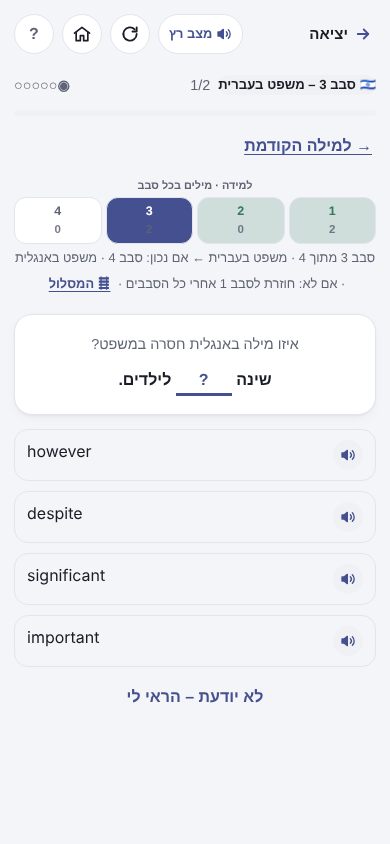 יציאה
מצב רץ
?
סבב 3 – משפט בעברית 1/2
למילה הקודמת →
למידה · מילים בכל סבב
1 2 3 4
2 0 2 0
סבב 3 מתוך 4 · משפט בעברית ← אם נכון: סבב 4 · משפט באנגלית
· אם לא: חוזרת לסבב 1 אחרי כל הסבבים · המסלול
איזו מילה באנגלית חסרה במשפט?
שינה ? לילדים.
however
despite
significant
important
לא יודעת – הראי לי